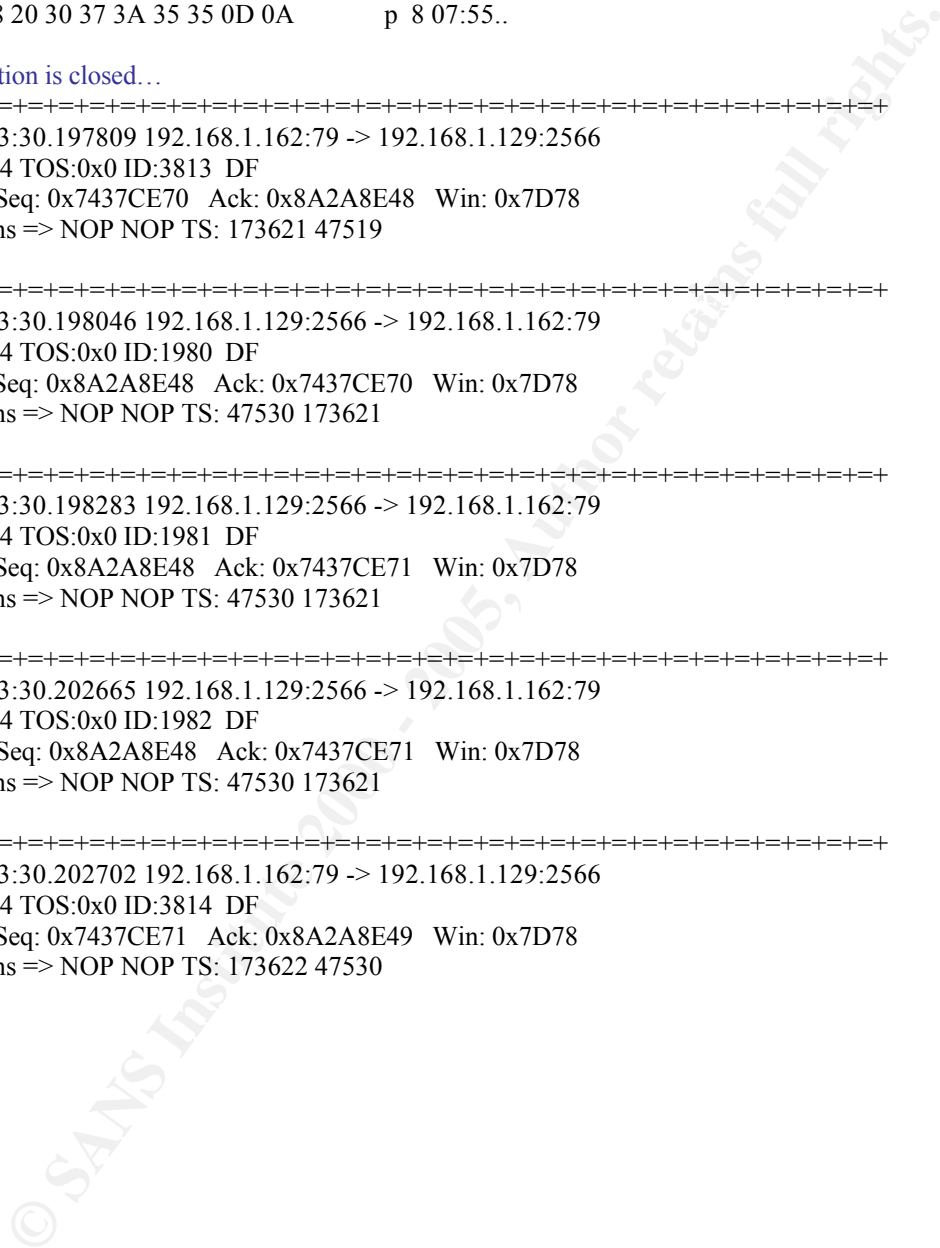 8 20 30 37 3A 35 35 0D 0A p 8 07:55..
tion is closed…
=+=+=+=+=+=+=+=+=+=+=+=+=+=+=+=+=+=+=+=+=+=+=+=+=+=+=+=+=+
3:30.197809 192.168.1.162:79 -> 192.168.1.129:2566
4 TOS:0x0 ID:3813 DF
Seq: 0x7437CE70 Ack: 0x8A2A8E48 Win: 0x7D78
ns => NOP NOP TS: 173621 47519
=+=+=+=+=+=+=+=+=+=+=+=+=+=+=+=+=+=+=+=+=+=+=+=+=+=+=+=+=+
3:30.198046 192.168.1.129:2566 -> 192.168.1.162:79
4 TOS:0x0 ID:1980 DF
Seq: 0x8A2A8E48 Ack: 0x7437CE70 Win: 0x7D78
ns => NOP NOP TS: 47530 173621
=+=+=+=+=+=+=+=+=+=+=+=+=+=+=+=+=+=+=+=+=+=+=+=+=+=+=+=+=+
3:30.198283 192.168.1.129:2566 -> 192.168.1.162:79
4 TOS:0x0 ID:1981 DF
Seq: 0x8A2A8E48 Ack: 0x7437CE71 Win: 0x7D78
ns => NOP NOP TS: 47530 173621
=+=+=+=+=+=+=+=+=+=+=+=+=+=+=+=+=+=+=+=+=+=+=+=+=+=+=+=+=+
3:30.202665 192.168.1.129:2566 -> 192.168.1.162:79
4 TOS:0x0 ID:1982 DF
Seq: 0x8A2A8E48 Ack: 0x7437CE71 Win: 0x7D78
ns => NOP NOP TS: 47530 173621
=+=+=+=+=+=+=+=+=+=+=+=+=+=+=+=+=+=+=+=+=+=+=+=+=+=+=+=+=+
3:30.202702 192.168.1.162:79 -> 192.168.1.129:2566
4 TOS:0x0 ID:3814 DF
Seq: 0x7437CE71 Ack: 0x8A2A8E49 Win: 0x7D78
ns => NOP NOP TS: 173622 47530
© SANS Institute 2000 - 2005, Author retains full rights.